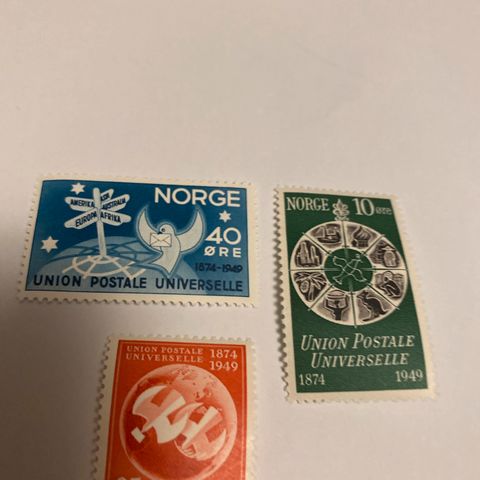 NORGE
AMERIKA
ASIA
AUSTRALIA
EUROPA
AFRIKA
40
ØRE
1874-1949
UNION POSTALE UNIVERSELLE
NORGE 10 ØRE
UNION POSTALE
UNIVERSELLE
1874 1949
UNION POSTALE 1874
UNIVERSELLE 1949